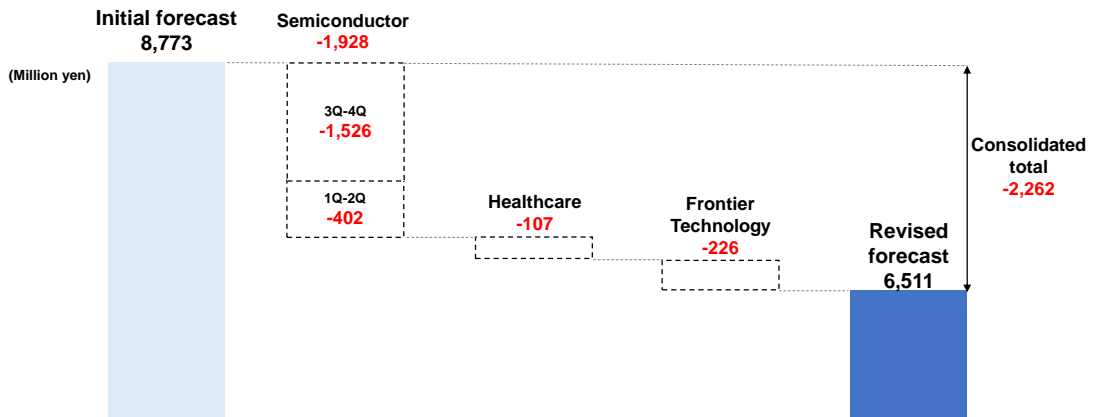 Initial forecast
8,773
(Million yen)
Semiconductor
-1,928
3Q-4Q
-1,526
1Q-2Q
-402
Healthcare
-107
Frontier
Technology
-226
Revised
forecast
6,511
Consolidated
total
-2,262